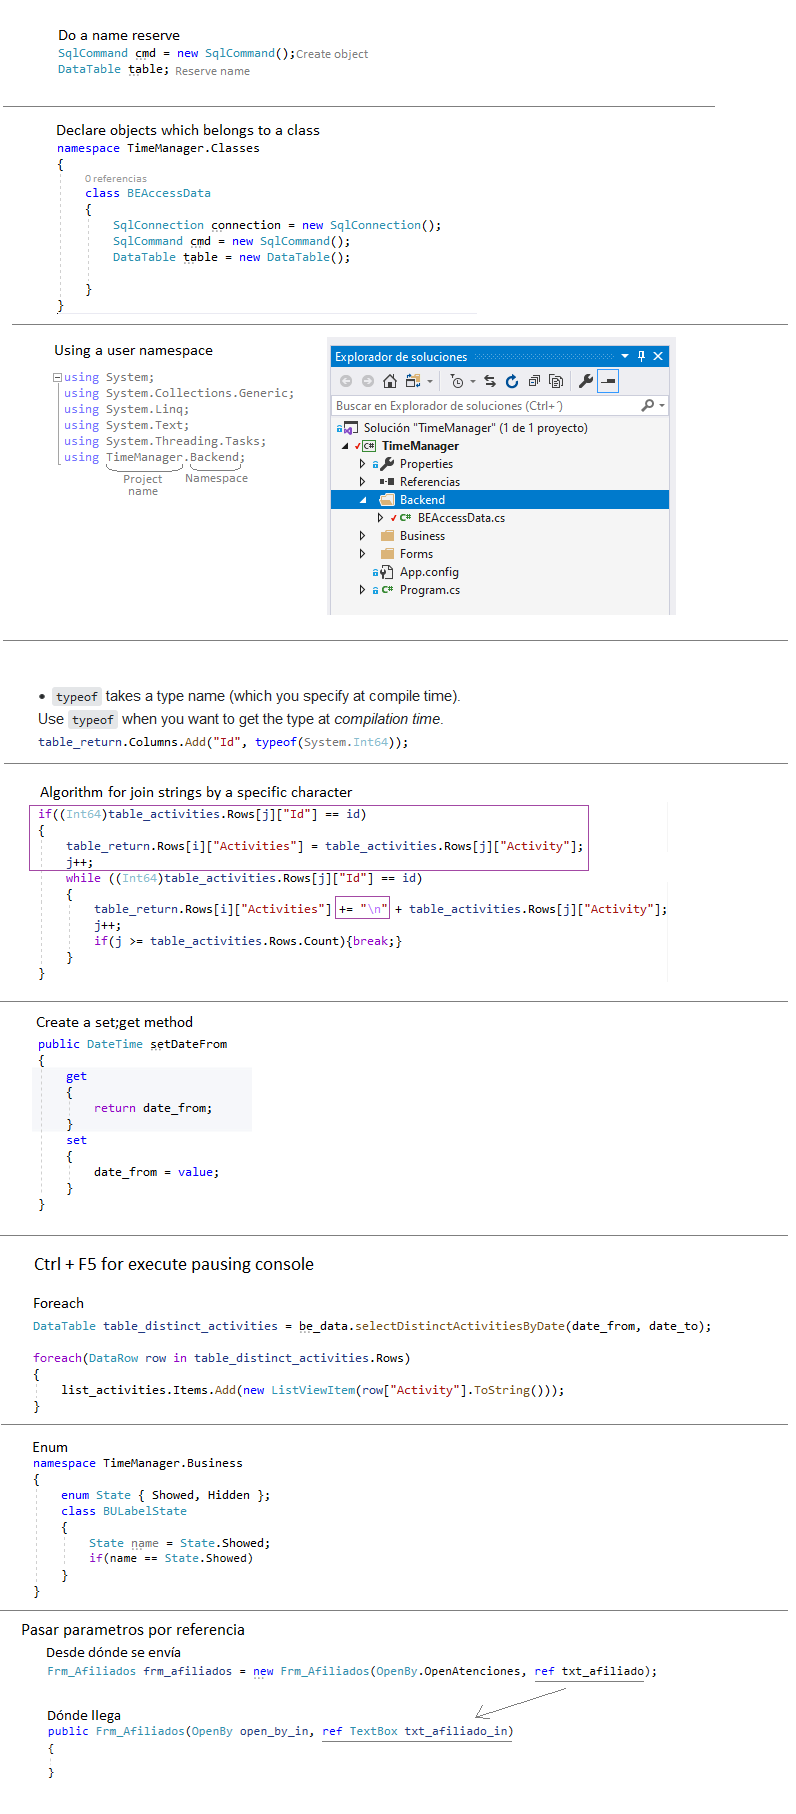 Do a name reserve
SqlCommand cmd = new SqlCommand();Create object
DataTable table; Reserve name
Declare objects which belongs to a class
namespace TimeManager.Classes
{
0 referencias
class BEAccessData
{
SqlConnection connection = new SqlConnection();
SqlCommand cmd = new SqlCommand();
DataTable table = new DataTable();
}
}
Using a user namespace
using System;
using System.Collections.Generic;
using System.Linq;
using System.Text;
using System.Threading.Tasks;
using TimeManager.Backend;
Project name
Namespace
Explorador de soluciones
Buscar en Explorador de soluciones (Ctrl+´)
Solución "TimeManager" (1 de 1 proyecto)
C# TimeManager
Properties
Referencias
Backend
C# BEAccessData.cs
Business
Forms
App.config
C# Program.cs
• typeof takes a type name (which you specify at compile time).
Use typeof when you want to get the type at compilation time.
table_return.Columns.Add("Id", typeof(System.Int64));
Algorithm for join strings by a specific character
if((Int64)table_activities.Rows[j]["Id"] == id)
{
table_return.Rows[i]["Activities"] = table_activities.Rows[j]["Activity"];
j++;
while ((Int64)table_activities.Rows[j]["Id"] == id)
{
table_return.Rows[i]["Activities"] += "\n" + table_activities.Rows[j]["Activity"];
j++;
if(j >= table_activities.Rows.Count){break;}
}
}
Create a set;get method
public DateTime setDateFrom
{
get
{
return date_from;
}
set
{
date_from = value;
}
}
Ctrl + F5 for execute pausing console
Foreach
DataTable table_distinct_activities = be_data.selectDistinctActivitiesByDate(date_from, date_to);
foreach(DataRow row in table_distinct_activities.Rows)
{
list_activities.Items.Add(new ListViewItem(row["Activity"].ToString()));
}
Enum
namespace TimeManager.Business
{
enum State { Showed, Hidden };
class BULabelState
{
State name = State.Showed;
if(name == State.Showed)
}
}
Pasar parametros por referencia
Desde dónde se envía
Frm_Afiliados frm_afiliados = new Frm_Afiliados(OpenBy.OpenAtenciones, ref txt_afiliado);
Dónde llega
public Frm_Afiliados(OpenBy open_by_in, ref TextBox txt_afiliado_in)
{
}